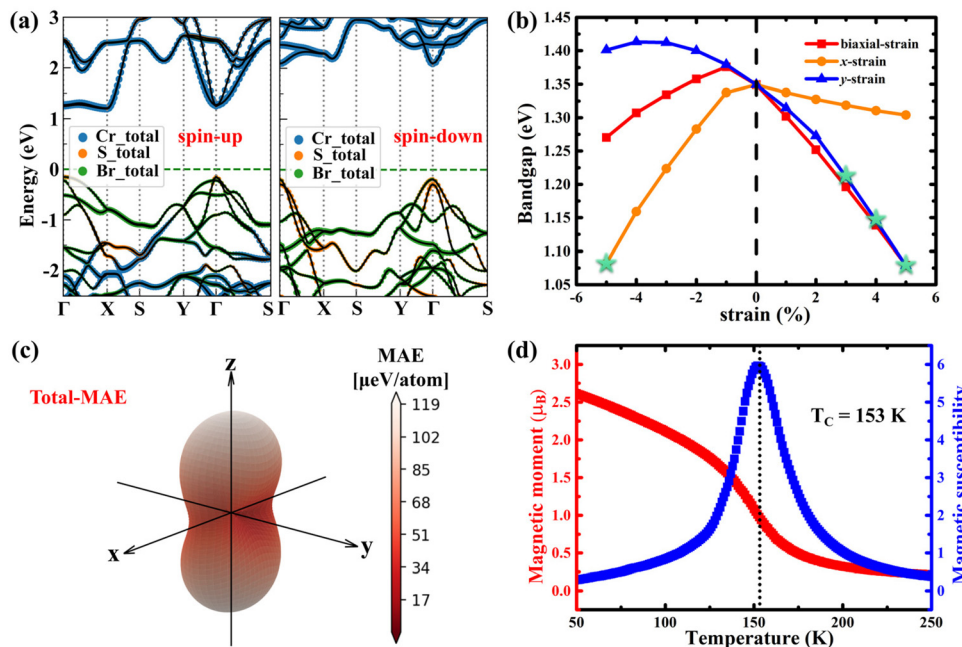 (a)
3
2
1
0
-1
-2
Energy (eV)
Cr_total
S_total
Br_total
spin-up
Γ X S Y Γ S
Cr_total
S_total
Br_total
spin-down
Γ X S Y Γ S
(b)
1.45
1.40
1.35
1.30
1.25
1.20
1.15
1.10
1.05
Bandgap (eV)
biaxial-strain
x-strain
y-strain
-6 -4 -2 0 2 4 6
strain (%)
(c)
Total-MAE
z
x
y
MAE
[μeV/atom]
119
102
85
68
51
34
17
(d)
3.0
2.5
2.0
1.5
1.0
0.5
0.0
Magnetic moment (μB)
TC = 153 K
6
5
4
3
2
1
0
Magnetic susceptibility
50 100 150 200 250
Temperature (K)